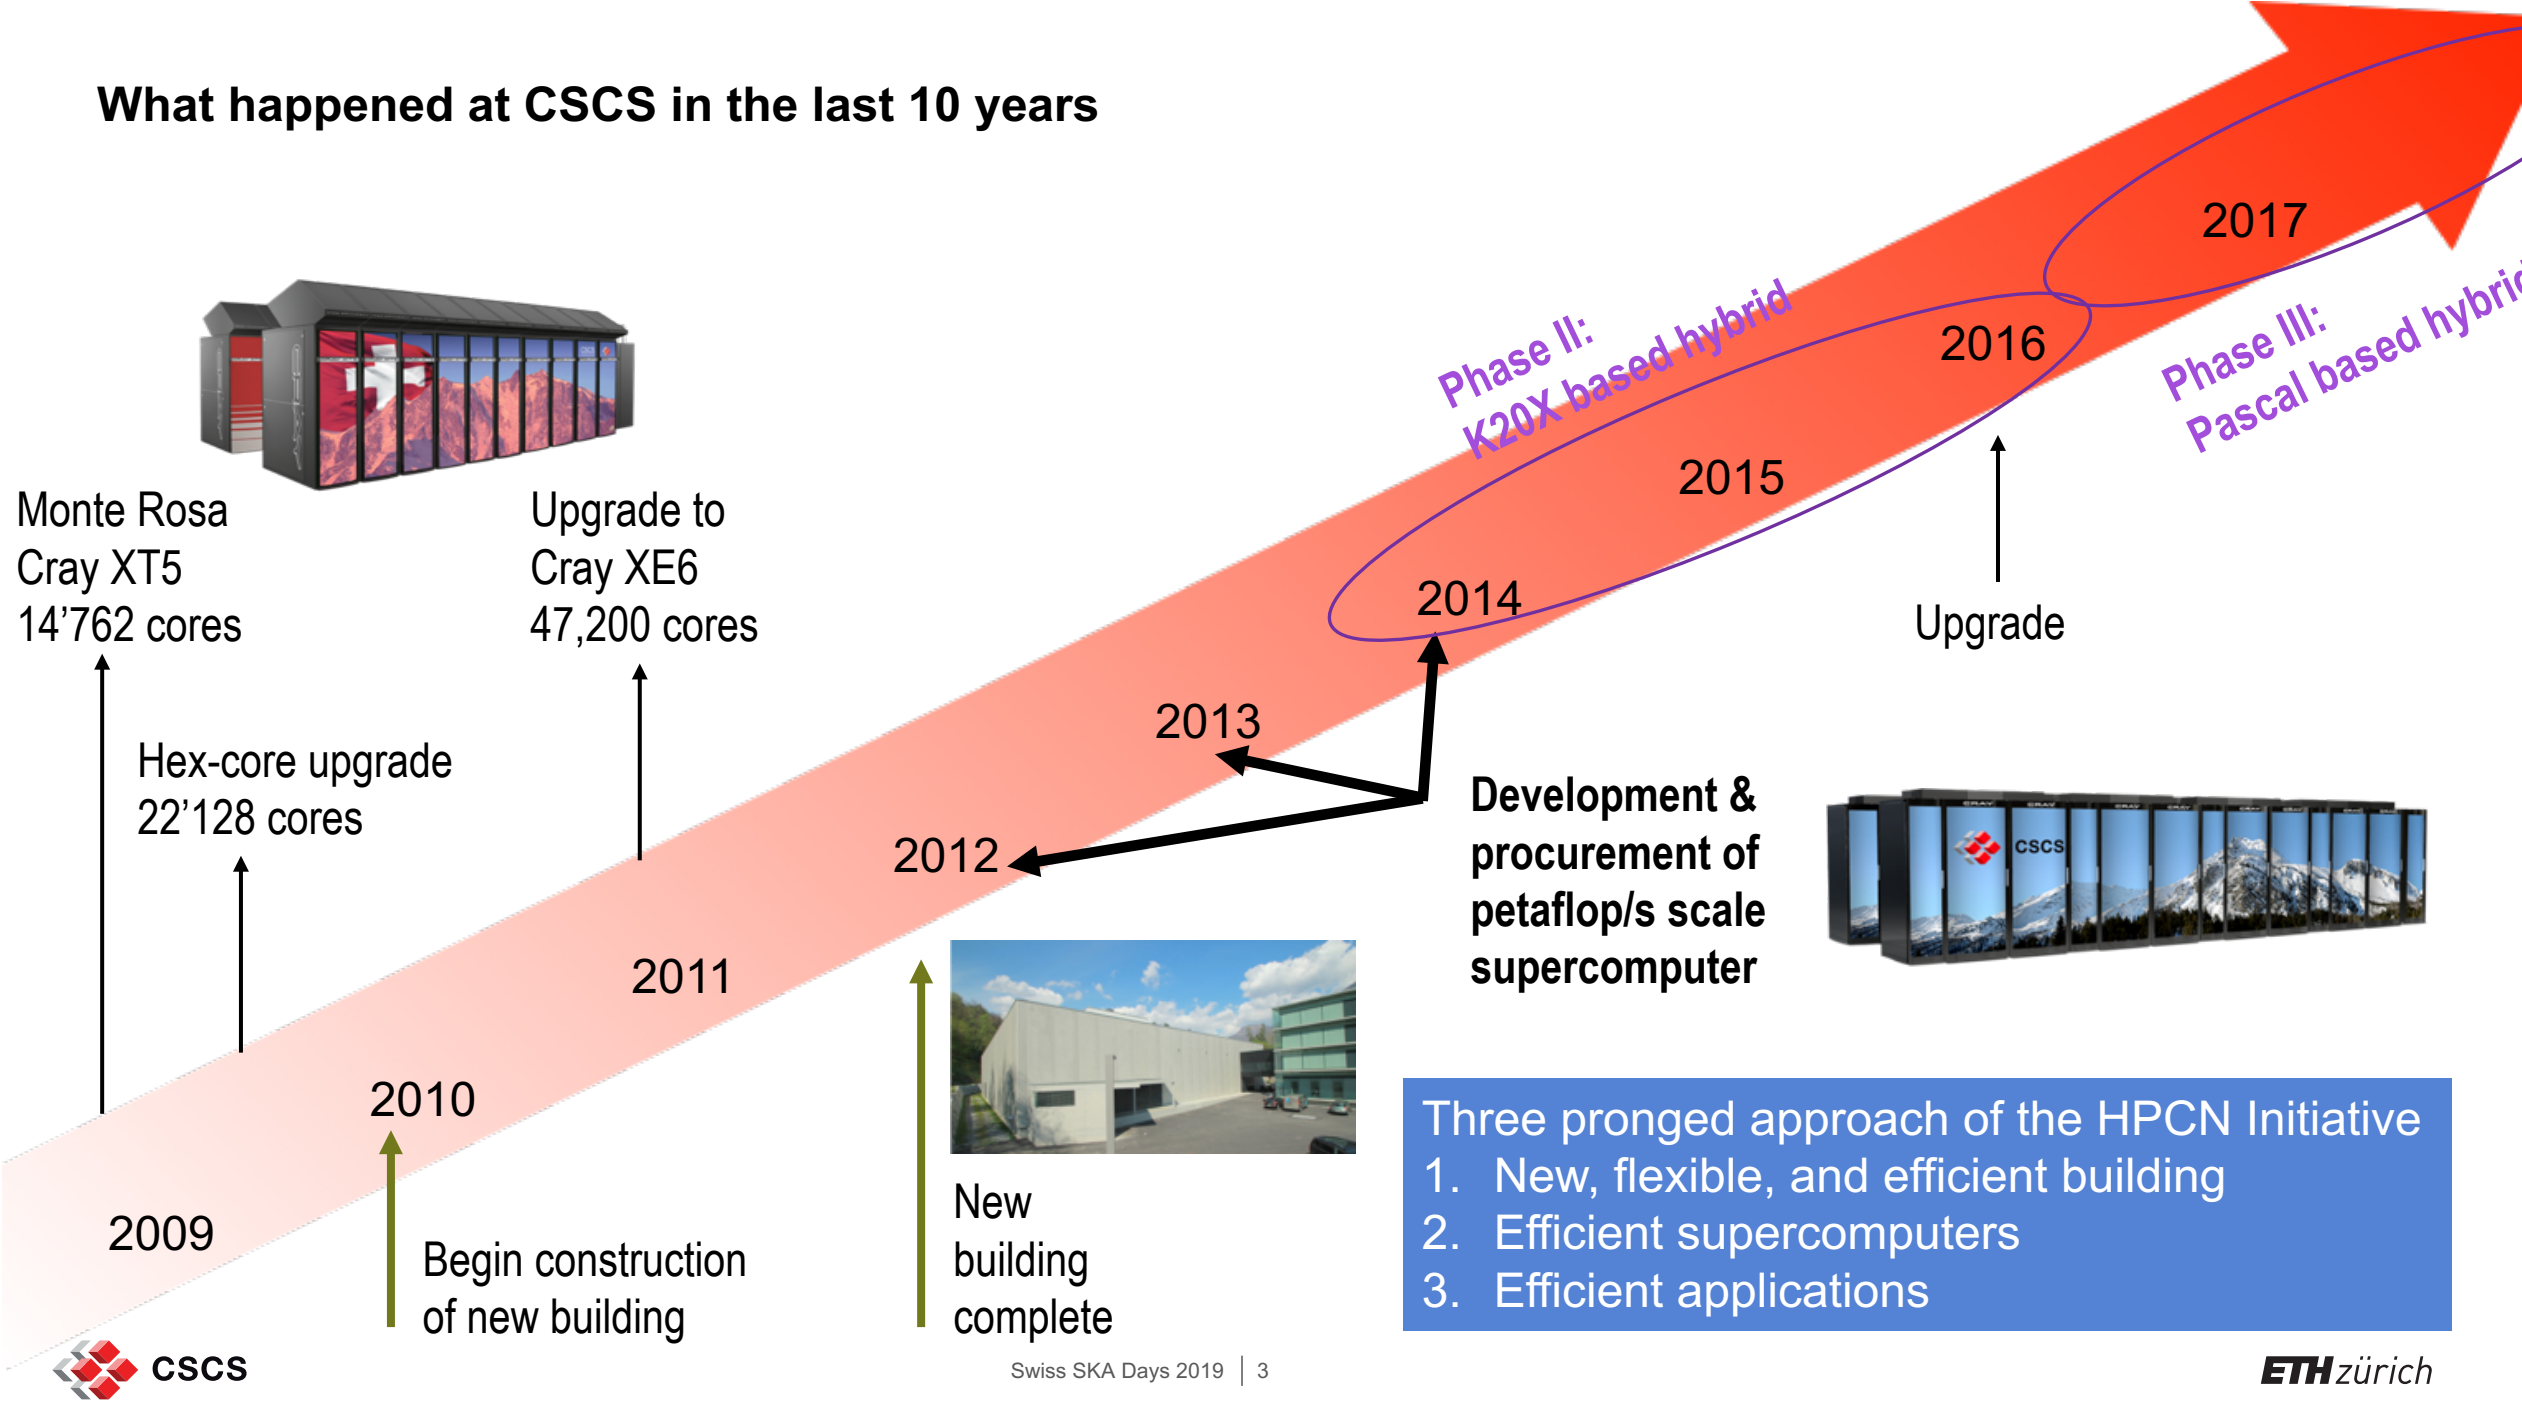 What happened at CSCS in the last 10 years
Monte Rosa
Cray XT5
14’762 cores
Hex-core upgrade
22’128 cores
Upgrade to
Cray XE6
47,200 cores
2009
2010
2011
2012
2013
2014
2015
2016
2017
Phase II:
K20X based hybrid
Phase III:
Pascal based hybrid
Upgrade
Begin construction
of new building
New
building
complete
Development &
procurement of
petaflop/s scale
supercomputer
CSCS
Three pronged approach of the HPCN Initiative
1. New, flexible, and efficient building
2. Efficient supercomputers
3. Efficient applications
CSCS
Swiss SKA Days 2019 | 3
ETH zürich